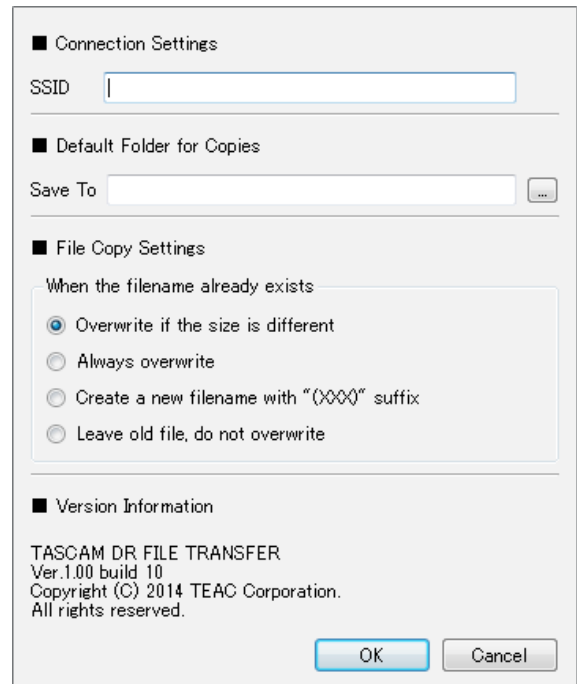 ■ Connection Settings
SSID
■ Default Folder for Copies
Save To
...
■ File Copy Settings
When the filename already exists
Overwrite if the size is different
Always overwrite
Create a new filename with "(XXX)" suffix
Leave old file, do not overwrite
■ Version Information
TASCAM DR FILE TRANSFER
Ver.1.00 build 10
Copyright (C) 2014 TEAC Corporation.
All rights reserved.
OK Cancel